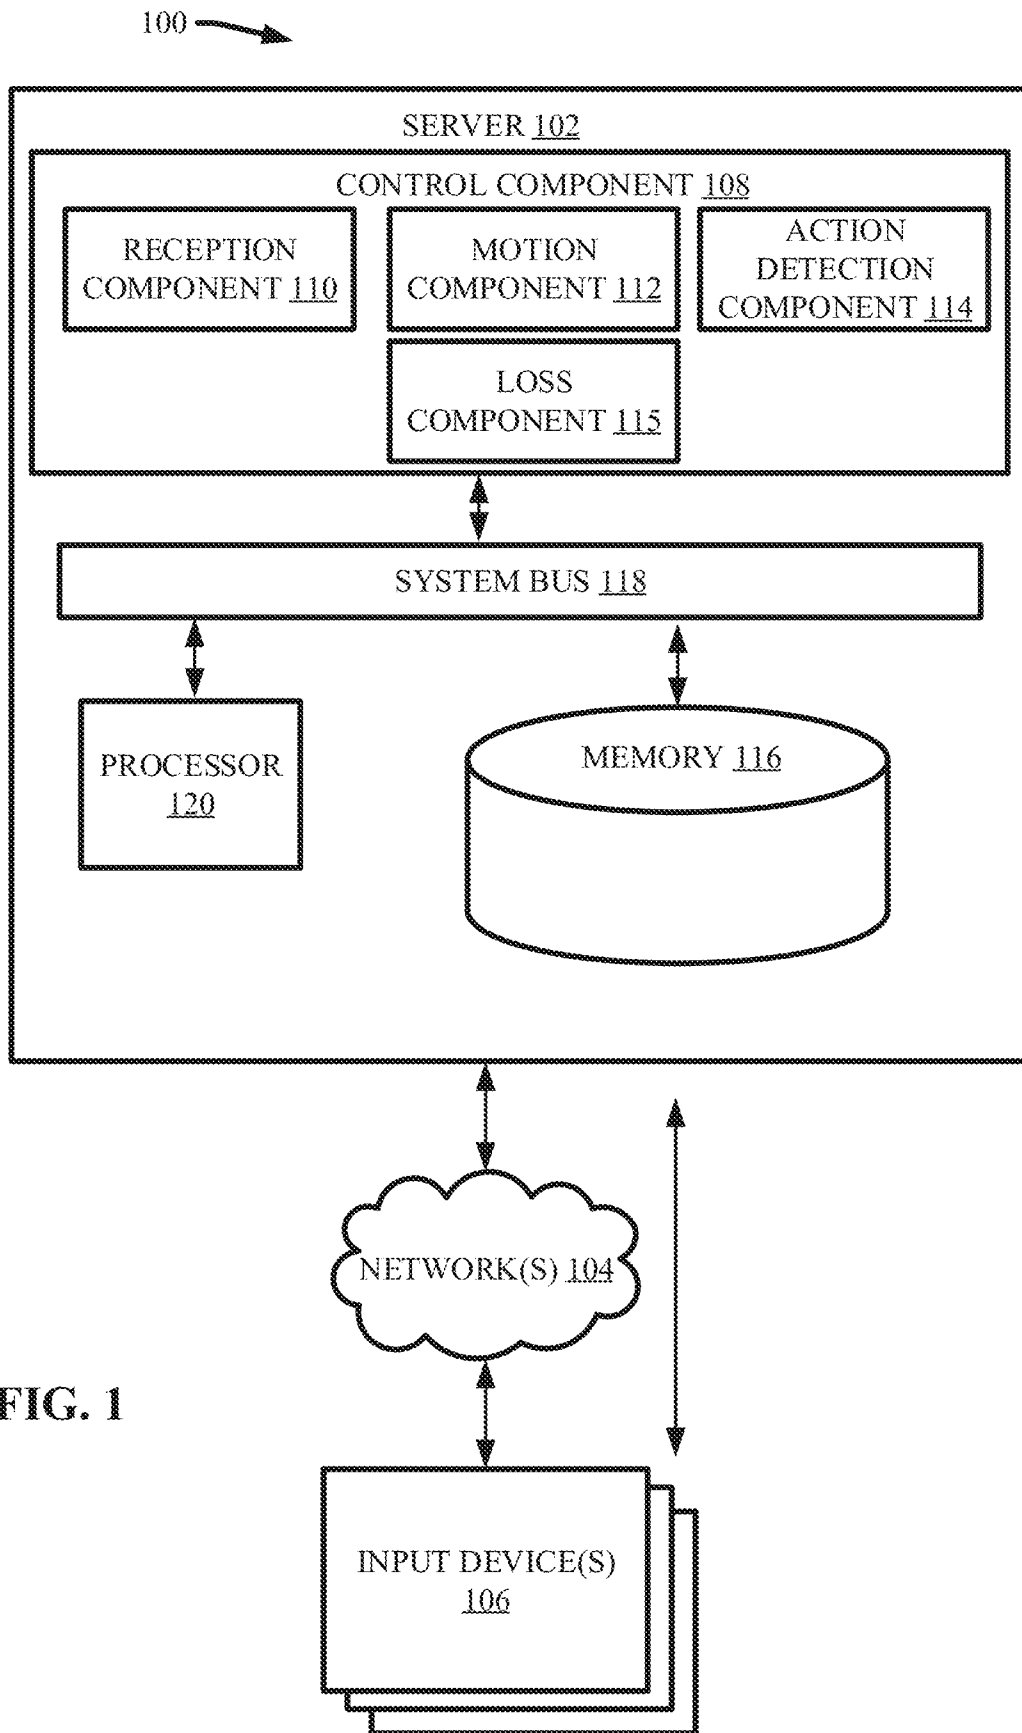 100
SERVER 102
CONTROL COMPONENT 108
RECEPTION
COMPONENT 110
MOTION
COMPONENT 112
ACTION
DETECTION
COMPONENT 114
LOSS
COMPONENT 115
SYSTEM BUS 118
PROCESSOR
120
MEMORY 116
NETWORK(S) 104
FIG. 1
INPUT DEVICE(S)
106